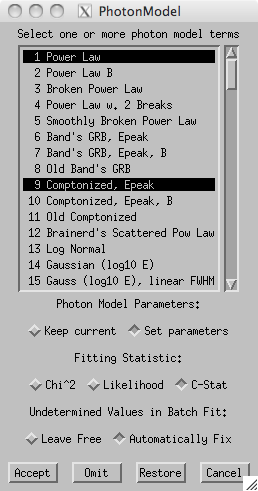 PhotonModel
Select one or more photon model terms
1 Power Law
2 Power Law B
3 Broken Power Law
4 Power Law w. 2 Breaks
5 Smoothly Broken Power Law
6 Band's GRB, Epeak
7 Band's GRB, Epeak, B
8 Old Band's GRB
9 Comptonized, Epeak
10 Comptonized, Epeak, B
11 Old Comptonized
12 Brainerd's Scattered Pow Law
13 Log Normal
14 Gaussian (log10 E)
15 Gauss (log10 E), linear FWHM
Photon Model Parameters:
Keep current Set parameters
Fitting Statistic:
Chi^2 Likelihood C-Stat
Undetermined Values in Batch Fit:
Leave Free Automatically Fix
Accept Omit Restore Cancel